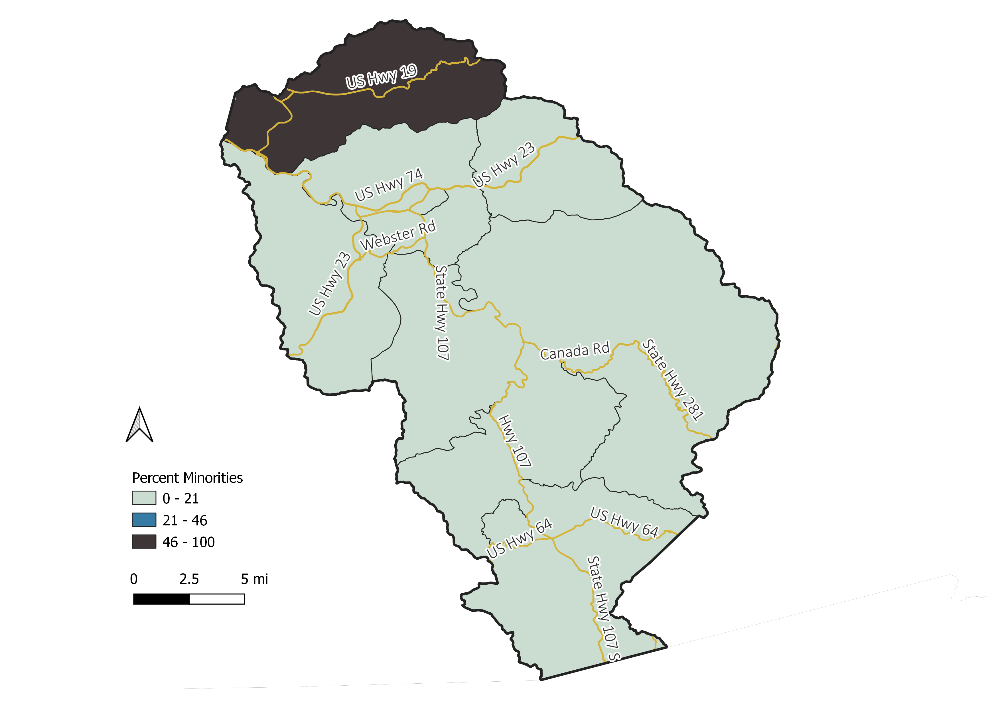 US Hwy 19
US Hwy 23
US Hwy 74
Webster Rd
US Hwy 23
State Hwy 107
Canada Rd
State Hwy 281
Hwy 107
US Hwy 64
US Hwy 64
State Hwy 107 S
Percent Minorities
0 - 21
21 - 46
46 - 100
0 2.5 5 mi